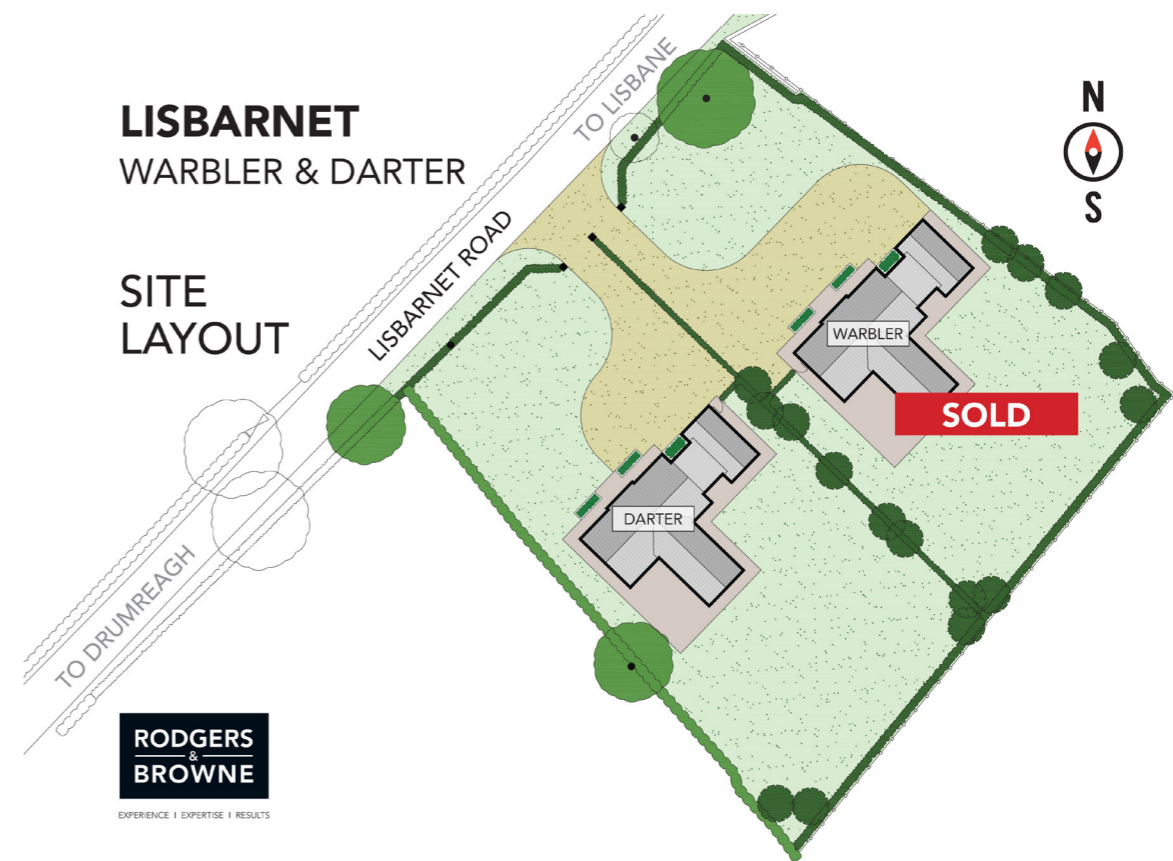 LISBARNET
WARBLER & DARTER
SITE
LAYOUT
TO LISBANE
LISBARNET ROAD
TO DRUMREAGH
N
S
WARBLER
SOLD
DARTER
RODGERS
&
BROWNE
EXPERIENCE I EXPERTISE I RESULTS